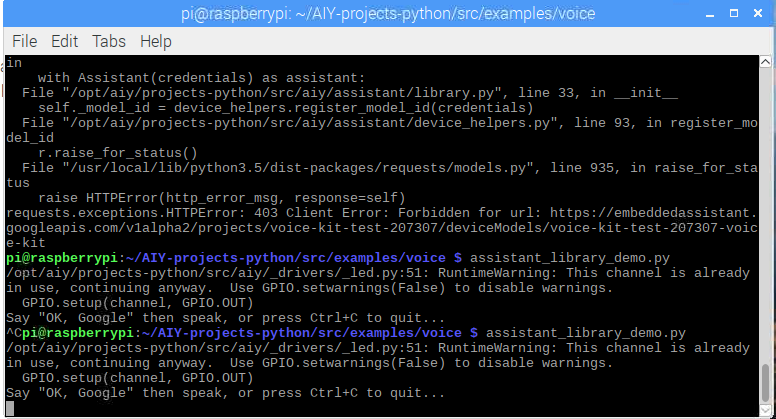 pi@raspberrypi: ~/AIY-projects-python/src/examples/voice
File Edit Tabs Help
in
    with Assistant(credentials) as assistant:
  File "/opt/aiy/projects-python/src/aiy/assistant/library.py", line 33, in __init__
    self._model_id = device_helpers.register_model_id(credentials)
  File "/opt/aiy/projects-python/src/aiy/assistant/device_helpers.py", line 93, in register_mo
del_id
    r.raise_for_status()
  File "/usr/local/lib/python3.5/dist-packages/requests/models.py", line 935, in raise_for_sta
tus
    raise HTTPError(http_error_msg, response=self)
requests.exceptions.HTTPError: 403 Client Error: Forbidden for url: https://embeddedassistant.
googleapis.com/v1alpha2/projects/voice-kit-test-207307/deviceModels/voice-kit-test-207307-voic
e-kit
pi@raspberrypi:~/AIY-projects-python/src/examples/voice $ assistant_library_demo.py
/opt/aiy/projects-python/src/aiy/_drivers/_led.py:51: RuntimeWarning: This channel is already
in use, continuing anyway.  Use GPIO.setwarnings(False) to disable warnings.
  GPIO.setup(channel, GPIO.OUT)
Say "OK, Google" then speak, or press Ctrl+C to quit...
^Cpi@raspberrypi:~/AIY-projects-python/src/examples/voice $ assistant_library_demo.py
/opt/aiy/projects-python/src/aiy/_drivers/_led.py:51: RuntimeWarning: This channel is already
in use, continuing anyway.  Use GPIO.setwarnings(False) to disable warnings.
  GPIO.setup(channel, GPIO.OUT)
Say "OK, Google" then speak, or press Ctrl+C to quit...